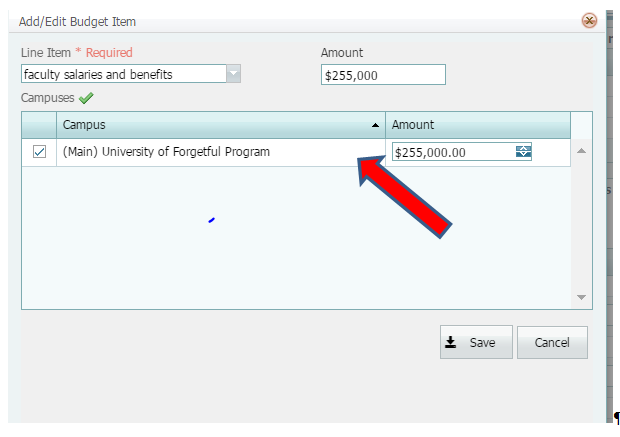 Add/Edit Budget Item
Line Item * Required
Amount
faculty salaries and benefits
$255,000
Campuses
Campus
Amount
(Main) University of Forgetful Program
$255,000.00
Save
Cancel
¶